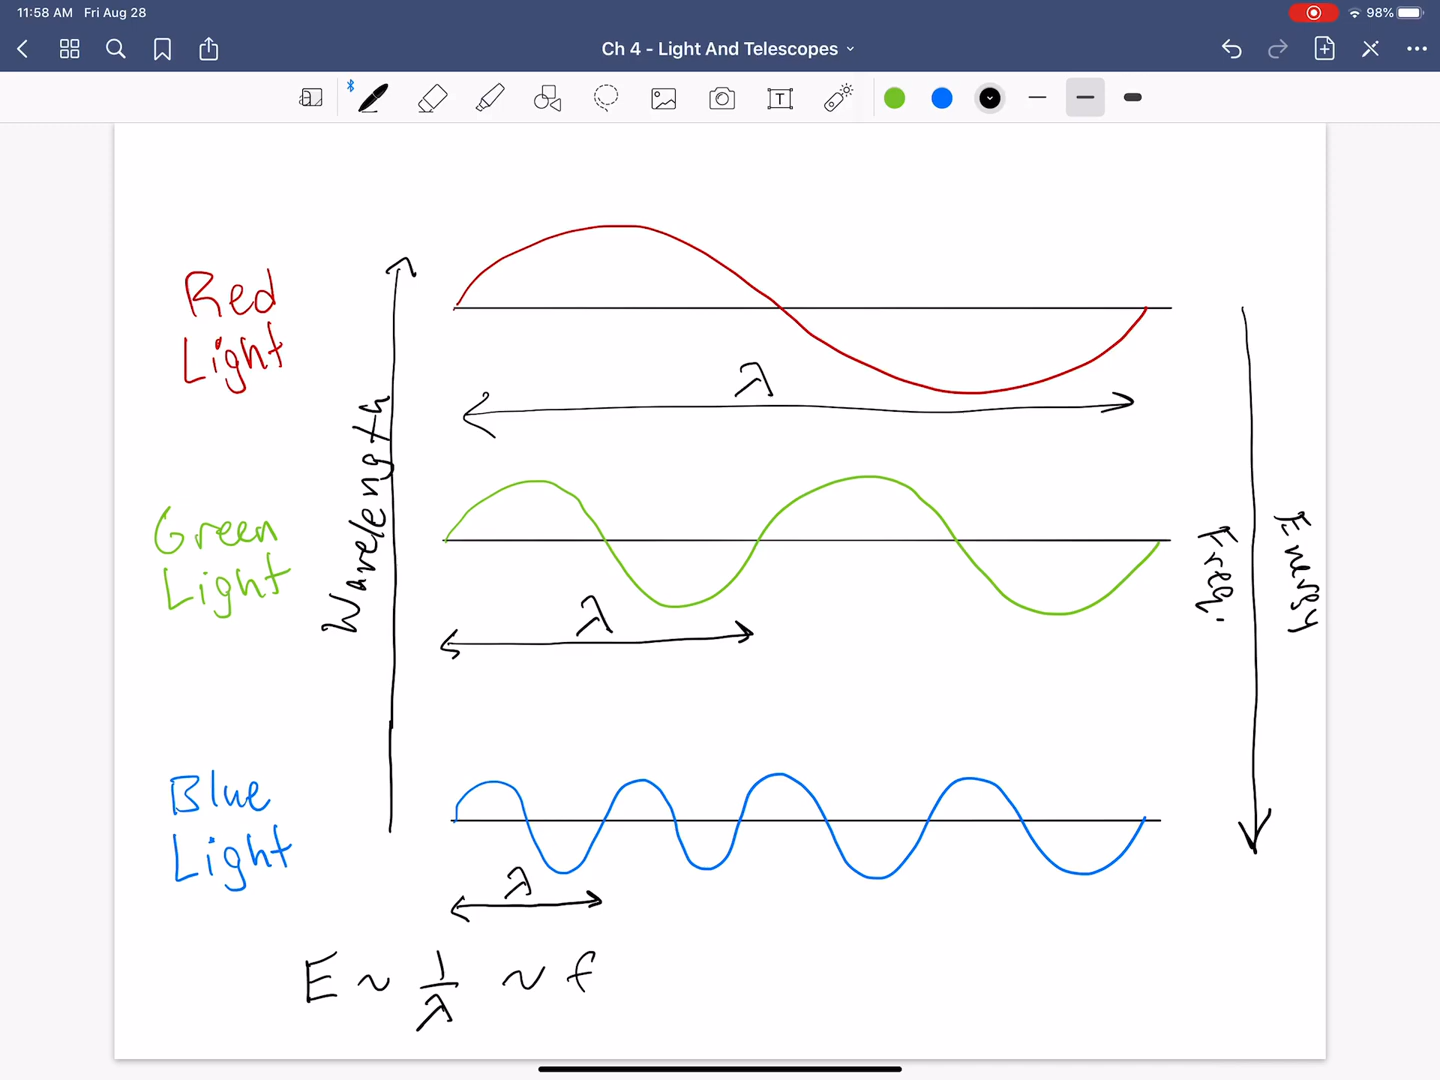 11:58 AM Fri Aug 28
98%
Ch 4 - Light And Telescopes
T
Red
Light
λ
Wavelength
Green
Light
λ
Freq.
Energy
Blue
Light
λ
E ~ 1/λ ~ f